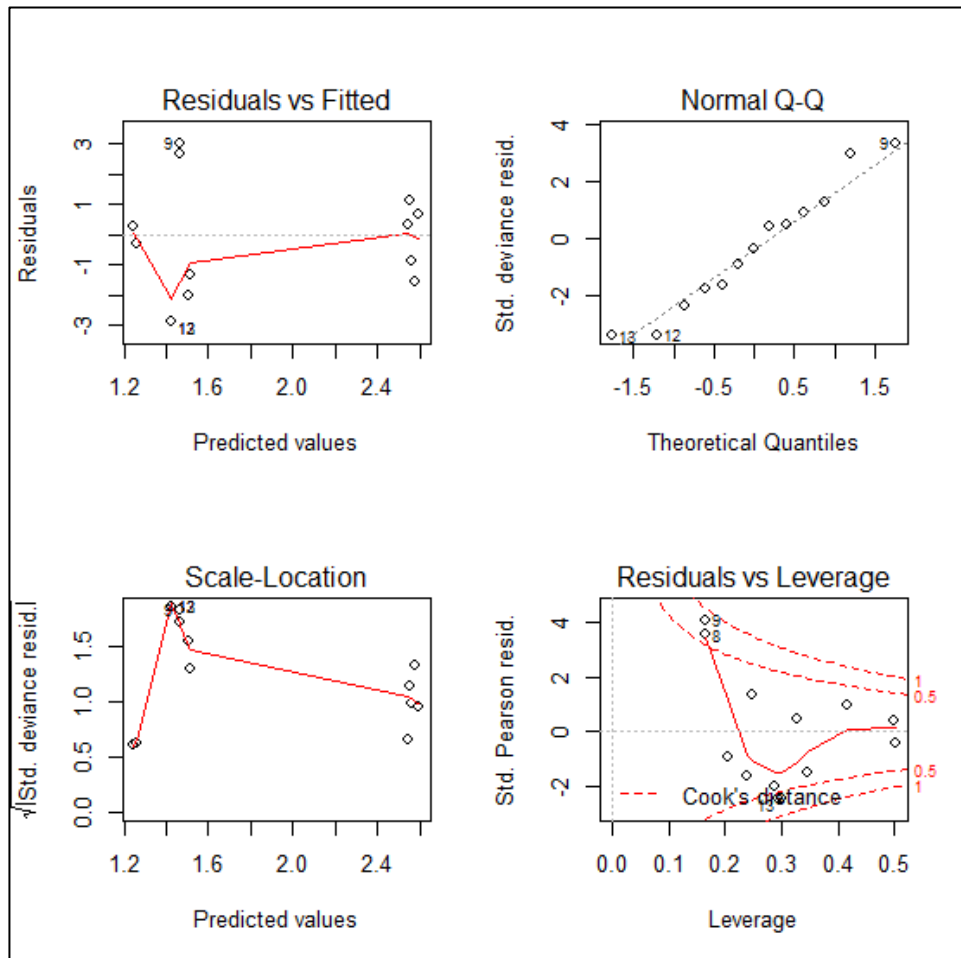 Residuals vs Fitted
Residuals
3
1
-1
-3
9
13
1.2 1.6 2.0 2.4
Predicted values
Normal Q-Q
Std. deviance resid.
4
2
0
-2
9
13
12
-1.5 -0.5 0.5 1.5
Theoretical Quantiles
Scale-Location
√|Std. deviance resid.|
1.5
1.0
0.5
0.0
1.2 1.6 2.0 2.4
Predicted values
Residuals vs Leverage
Std. Pearson resid.
4
2
0
-2
9
8
13
1
0.5
0.5
1
Cook's distance
0.0 0.1 0.2 0.3 0.4 0.5
Leverage